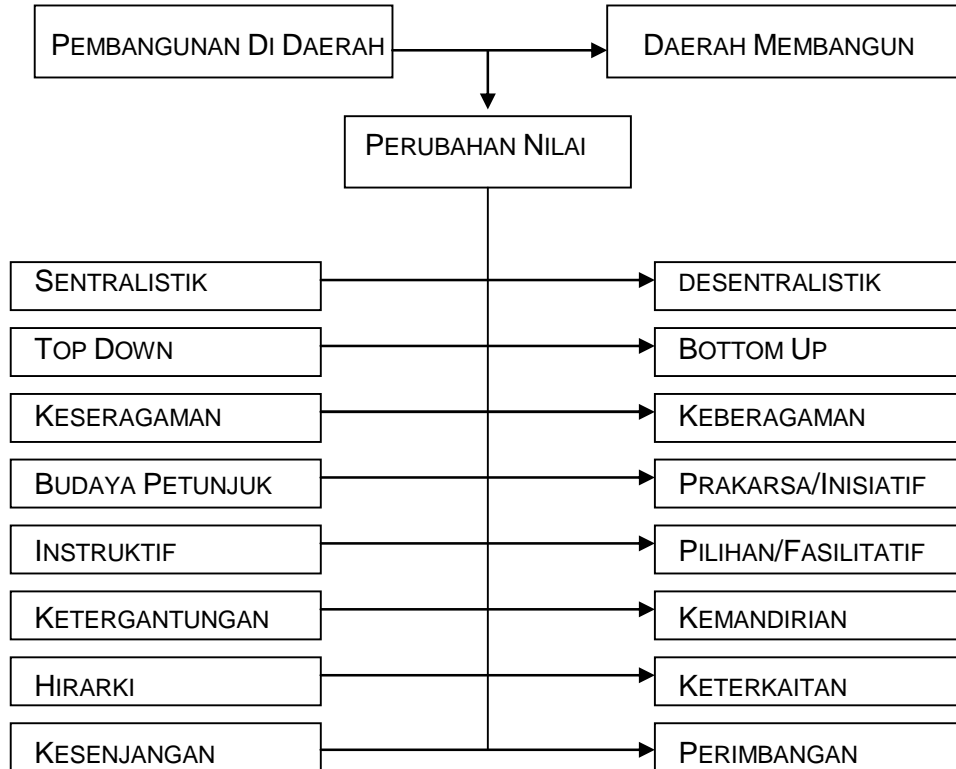 PEMBANGUNAN DI DAERAH
DAERAH MEMBANGUN
PERUBAHAN NILAI
SENTRALISTIK
DESENTRALISTIK
TOP DOWN
BOTTOM UP
KESERAGAMAN
KEBERAGAMAN
BUDAYA PETUNJUK
PRAKARSA/INISIATIF
INSTRUKTIF
PILIHAN/FASILITATIF
KETERGANTUNGAN
KEMANDIRIAN
HIRARKI
KETERKAITAN
KESENJANGAN
PERIMBANGAN